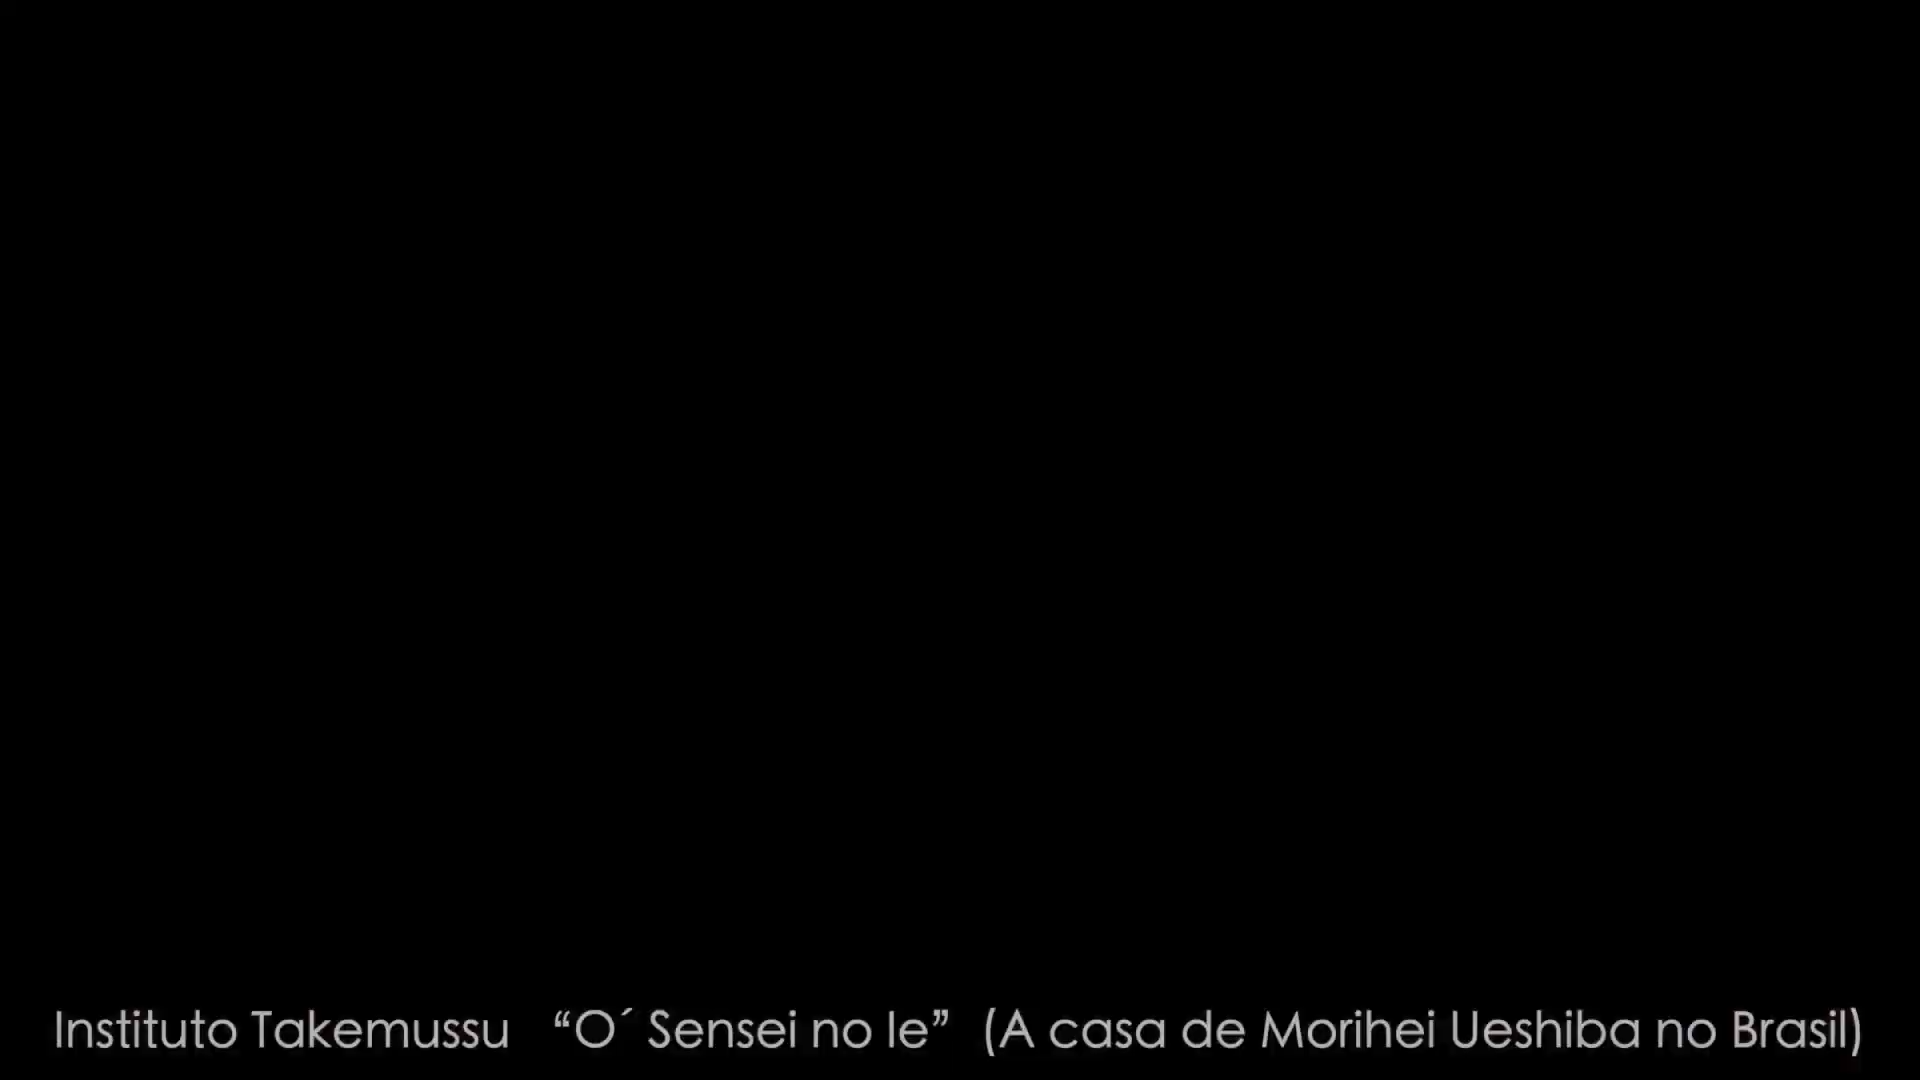 Instituto Takemussu “O´ Sensei no Ie” (A casa de Morihei Ueshiba no Brasil)